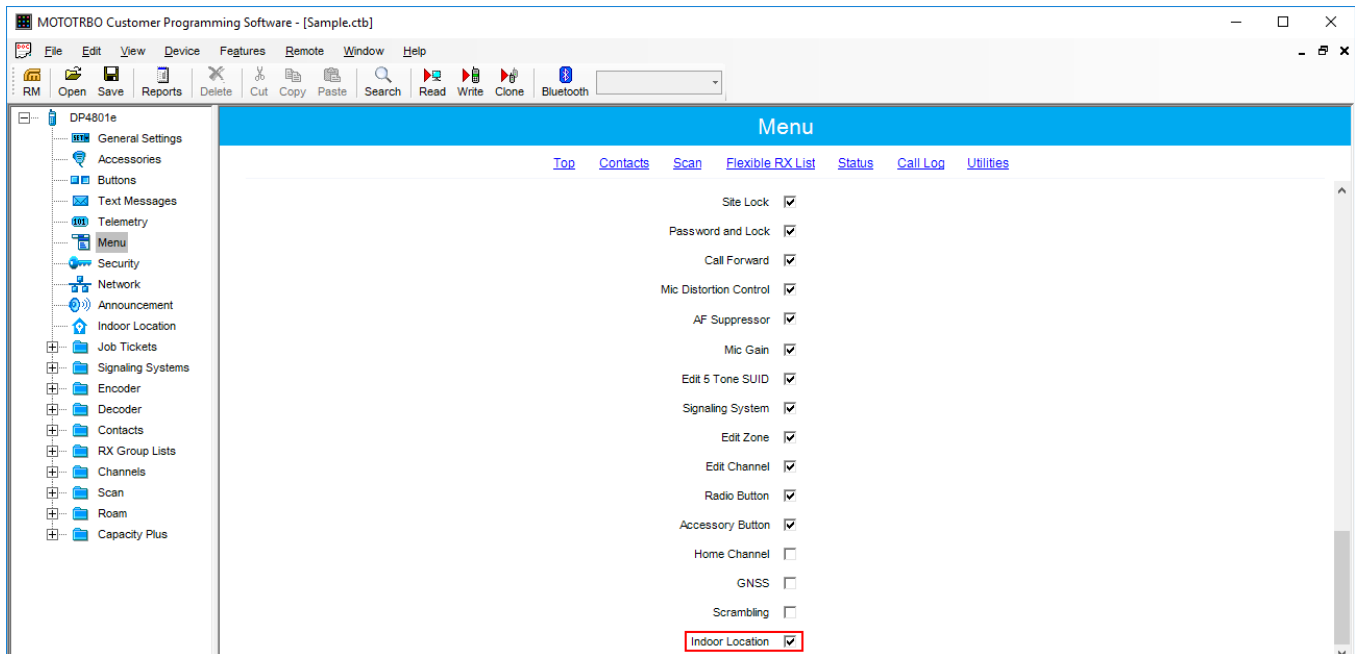 MOTOTRBO Customer Programming Software - [Sample.ctb]
File Edit View Device Features Remote Window Help
RM Open Save Reports Delete Cut Copy Paste Search Read Write Clone Bluetooth
DP4801e
General Settings
Accessories
Buttons
Text Messages
Telemetry
Menu
Security
Network
Announcement
Indoor Location
Job Tickets
Signaling Systems
Encoder
Decoder
Contacts
RX Group Lists
Channels
Scan
Roam
Capacity Plus
Menu
Top Contacts Scan Flexible RX List Status Call Log Utilities
Site Lock
Password and Lock
Call Forward
Mic Distortion Control
AF Suppressor
Mic Gain
Edit 5 Tone SUID
Signaling System
Edit Zone
Edit Channel
Radio Button
Accessory Button
Home Channel
GNSS
Scrambling
Indoor Location